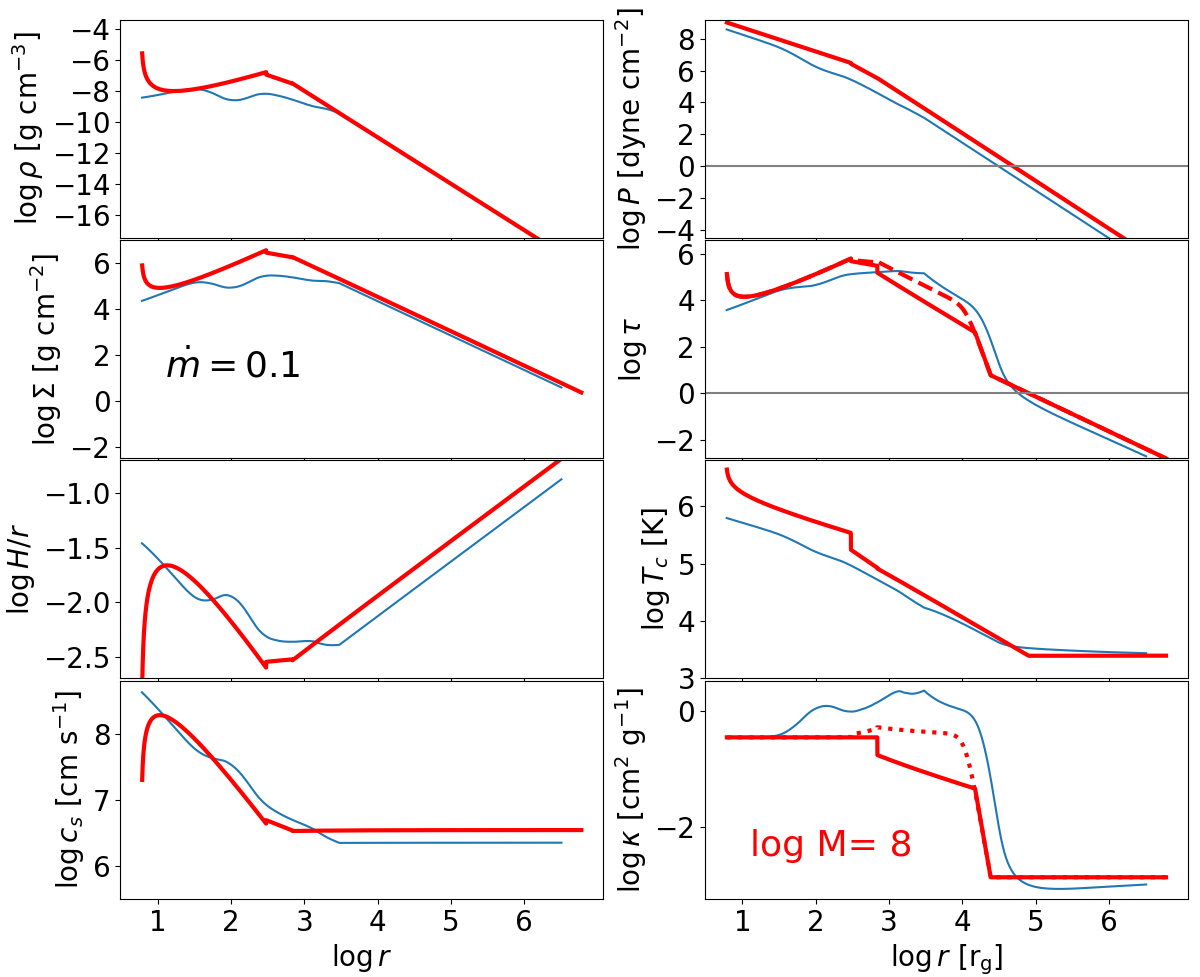 log ρ [g cm⁻³]
−4
−6
−8
−10
−12
−14
−16
log P [dyne cm⁻²]
8
6
4
2
0
−2
−4
log Σ [g cm⁻²]
6
4
2
0
−2
ṁ = 0.1
log τ
6
4
2
0
−2
log H/r
−1.0
−1.5
−2.0
−2.5
log T_c [K]
6
5
4
3
log c_s [cm s⁻¹]
8
7
6
1 2 3 4 5 6
log r
log κ [cm² g⁻¹]
0
−2
log M= 8
1 2 3 4 5 6
log r [r_g]